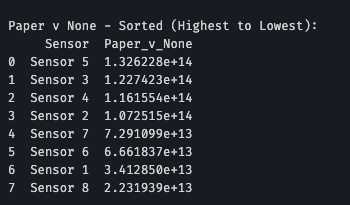 Paper v None - Sorted (Highest to Lowest):
Sensor Paper_v_None
0 Sensor 5 1.326228e+14
1 Sensor 3 1.227423e+14
2 Sensor 4 1.161554e+14
3 Sensor 2 1.072515e+14
4 Sensor 7 7.291099e+13
5 Sensor 6 6.661837e+13
6 Sensor 1 3.412850e+13
7 Sensor 8 2.231939e+13